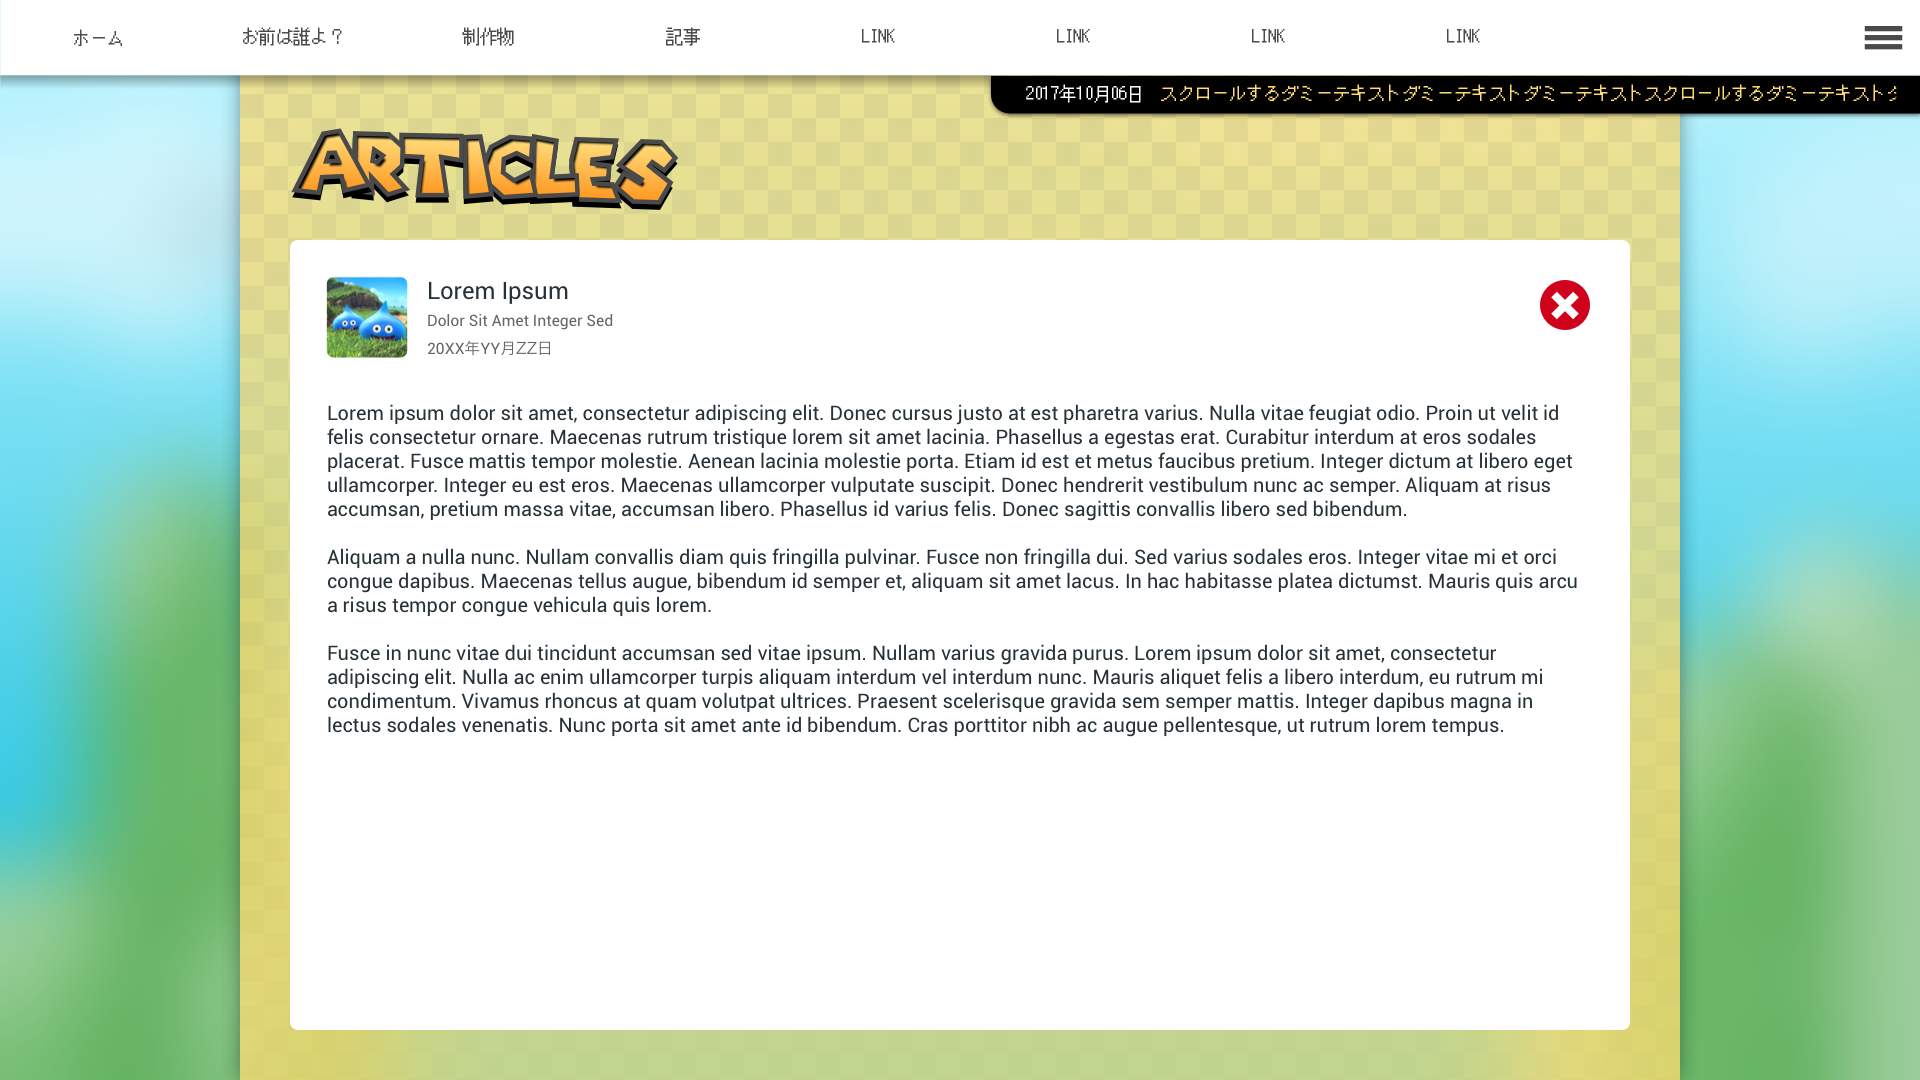 ホーム
お前は誰よ？
制作物
記事
LINK
LINK
LINK
LINK
2017年10月06日 スクロールするダミーテキストダミーテキストダミーテキストスクロールするダミーテキスト
ARTICLES
Lorem Ipsum
Dolor Sit Amet Integer Sed
20XX年YY月ZZ日
Lorem ipsum dolor sit amet, consectetur adipiscing elit. Donec cursus justo at est pharetra varius. Nulla vitae feugiat odio. Proin ut velit id
felis consectetur ornare. Maecenas rutrum tristique lorem sit amet lacinia. Phasellus a egestas erat. Curabitur interdum at eros sodales
placerat. Fusce mattis tempor molestie. Aenean lacinia molestie porta. Etiam id est et metus faucibus pretium. Integer dictum at libero eget
ullamcorper. Integer eu est eros. Maecenas ullamcorper vulputate suscipit. Donec hendrerit vestibulum nunc ac semper. Aliquam at risus
accumsan, pretium massa vitae, accumsan libero. Phasellus id varius felis. Donec sagittis convallis libero sed bibendum.
Aliquam a nulla nunc. Nullam convallis diam quis fringilla pulvinar. Fusce non fringilla dui. Sed varius sodales eros. Integer vitae mi et orci
congue dapibus. Maecenas tellus augue, bibendum id semper et, aliquam sit amet lacus. In hac habitasse platea dictumst. Mauris quis arcu
a risus tempor congue vehicula quis lorem.
Fusce in nunc vitae dui tincidunt accumsan sed vitae ipsum. Nullam varius gravida purus. Lorem ipsum dolor sit amet, consectetur
adipiscing elit. Nulla ac enim ullamcorper turpis aliquam interdum vel interdum nunc. Mauris aliquet felis a libero interdum, eu rutrum mi
condimentum. Vivamus rhoncus at quam volutpat ultrices. Praesent scelerisque gravida sem semper mattis. Integer dapibus magna in
lectus sodales venenatis. Nunc porta sit amet ante id bibendum. Cras porttitor nibh ac augue pellentesque, ut rutrum lorem tempus.